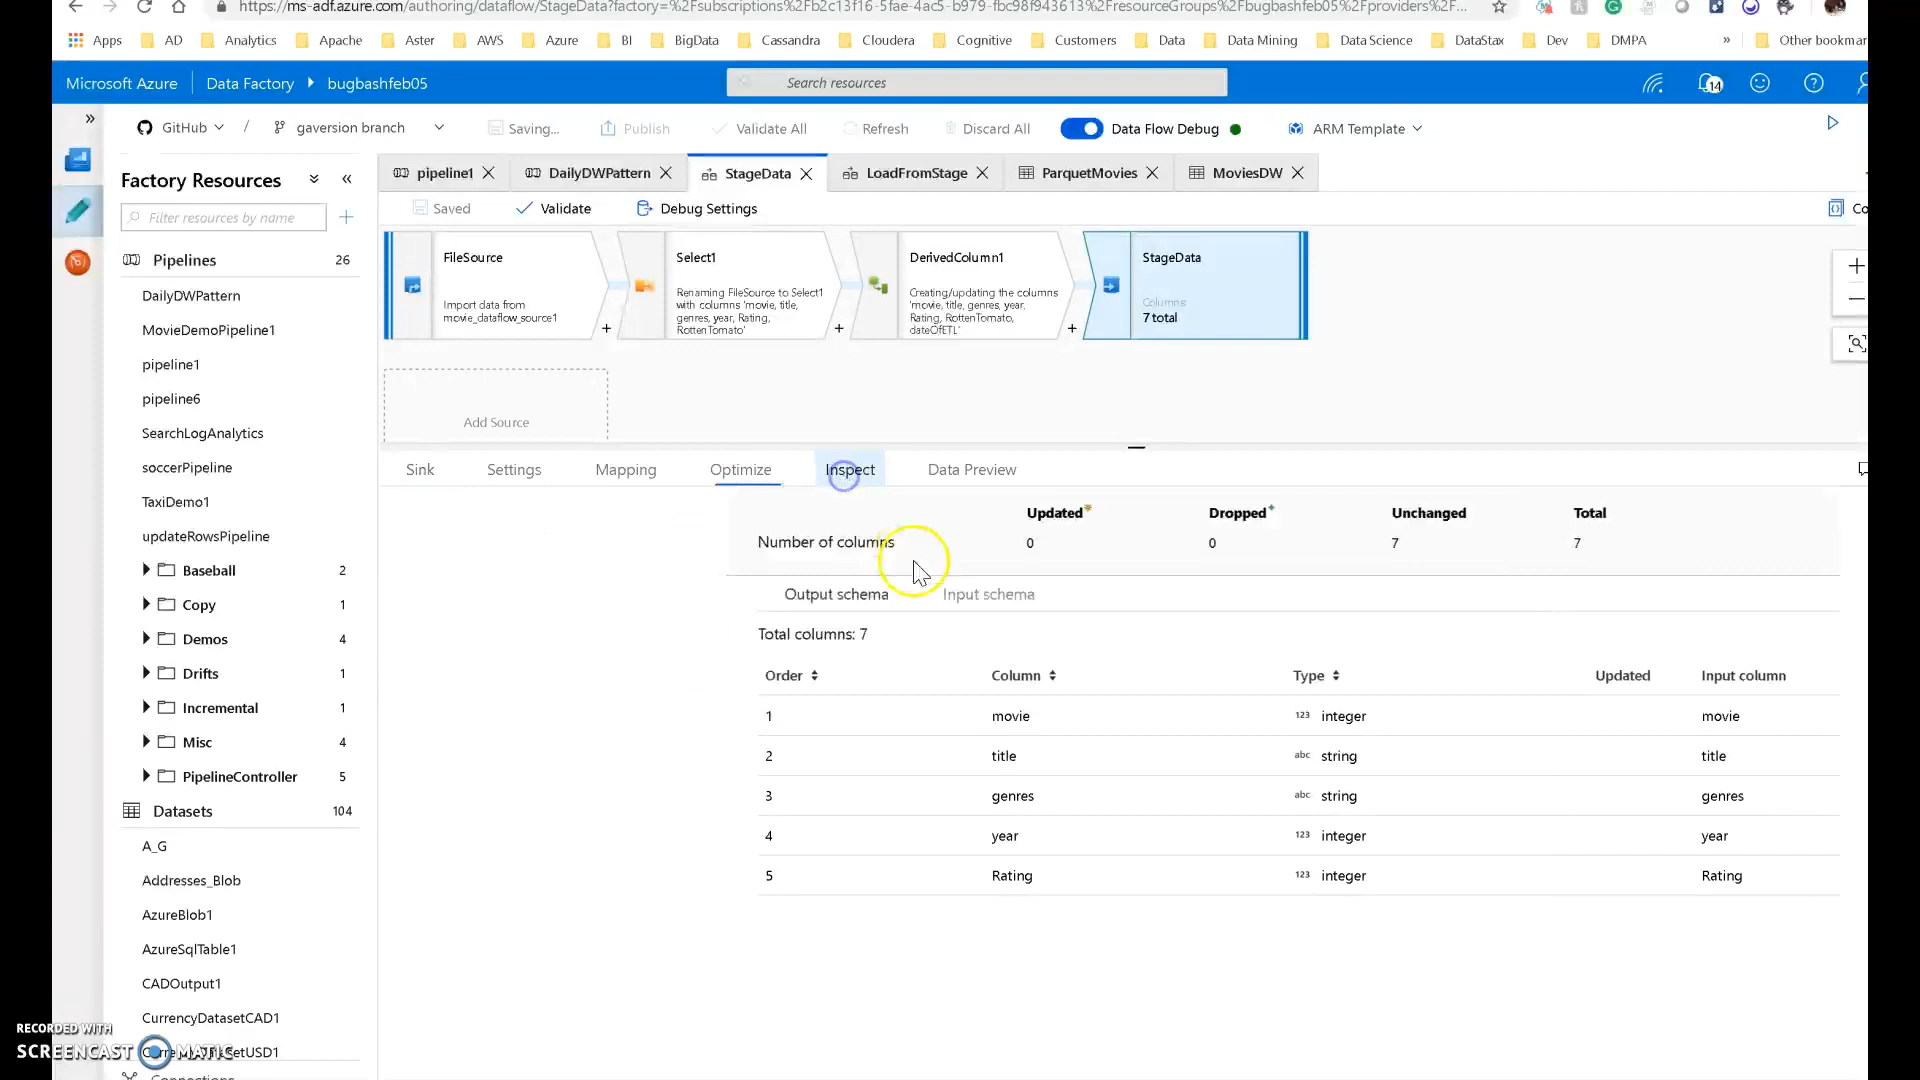 https://ms-adf.azure.com/authoring/dataflow/StageData?factory=%2Fsubscriptions%2Fb2c13f16-5fae-4ac5-b979-fbc98f943613%2FresourceGroups%2Fbugbashfeb05%2Fproviders%2F...
Apps AD Analytics Apache Aster AWS Azure BI BigData Cassandra Cloudera Cognitive Customers Data Data Mining Data Science DataStax Dev DMPA » Other bookmar
Microsoft Azure Data Factory bugbashfeb05 Search resources 14
GitHub / gaversion branch Saving... Publish Validate All Refresh Discard All Data Flow Debug ARM Template
Factory Resources
pipeline1 DailyDWPattern StageData LoadFromStage ParquetMovies MoviesDW
Filter resources by name
Saved Validate Debug Settings Co
Pipelines 26
DailyDWPattern
MovieDemoPipeline1
pipeline1
pipeline6
SearchLogAnalytics
soccerPipeline
TaxiDemo1
updateRowsPipeline
Baseball 2
Copy 1
Demos 4
Drifts 1
Incremental 1
Misc 4
PipelineController 5
Datasets 104
A_G
Addresses_Blob
AzureBlob1
AzureSqlTable1
CADOutput1
CurrencyDatasetCAD1
FileSource
Import data from
movie_dataflow_source1
Select1
Renaming FileSource to Select1
with columns 'movie, title,
genres, year, Rating,
RottenTomato'
DerivedColumn1
Creating/updating the columns
'movie, title, genres, year,
Rating, RottenTomato,
dateOfETL'
StageData
Columns:
7 total
Add Source
Sink Settings Mapping Optimize Inspect Data Preview
Updated* Dropped* Unchanged Total
Number of columns 0 0 7 7
Output schema Input schema
Total columns: 7
Order Column Type Updated Input column
1 movie 123 integer movie
2 title abc string title
3 genres abc string genres
4 year 123 integer year
5 Rating 123 integer Rating
RECORDED WITH
SCREENCAST MATIC